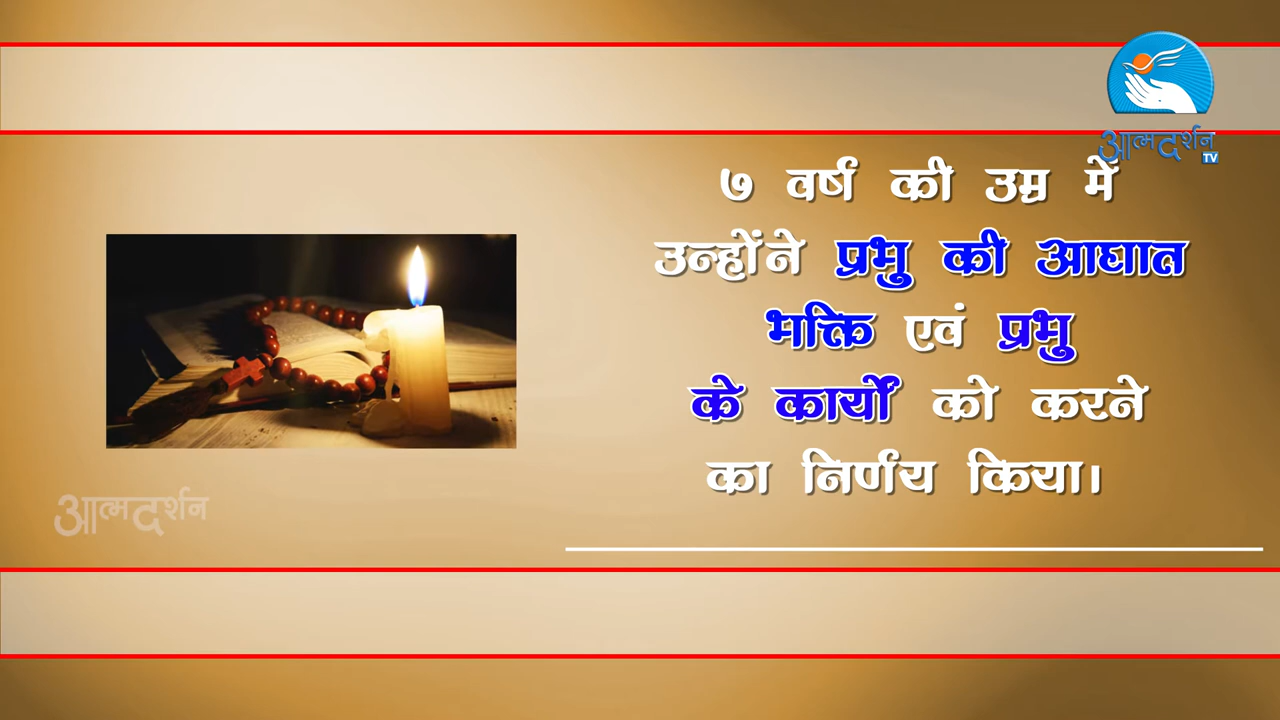 आत्मदर्शन
TV
७ वर्ष की उम्र में
उन्होंने प्रभु की आघात
भक्ति एवं प्रभु
के कार्यों को करने
का निर्णय किया।
आत्मदर्शन